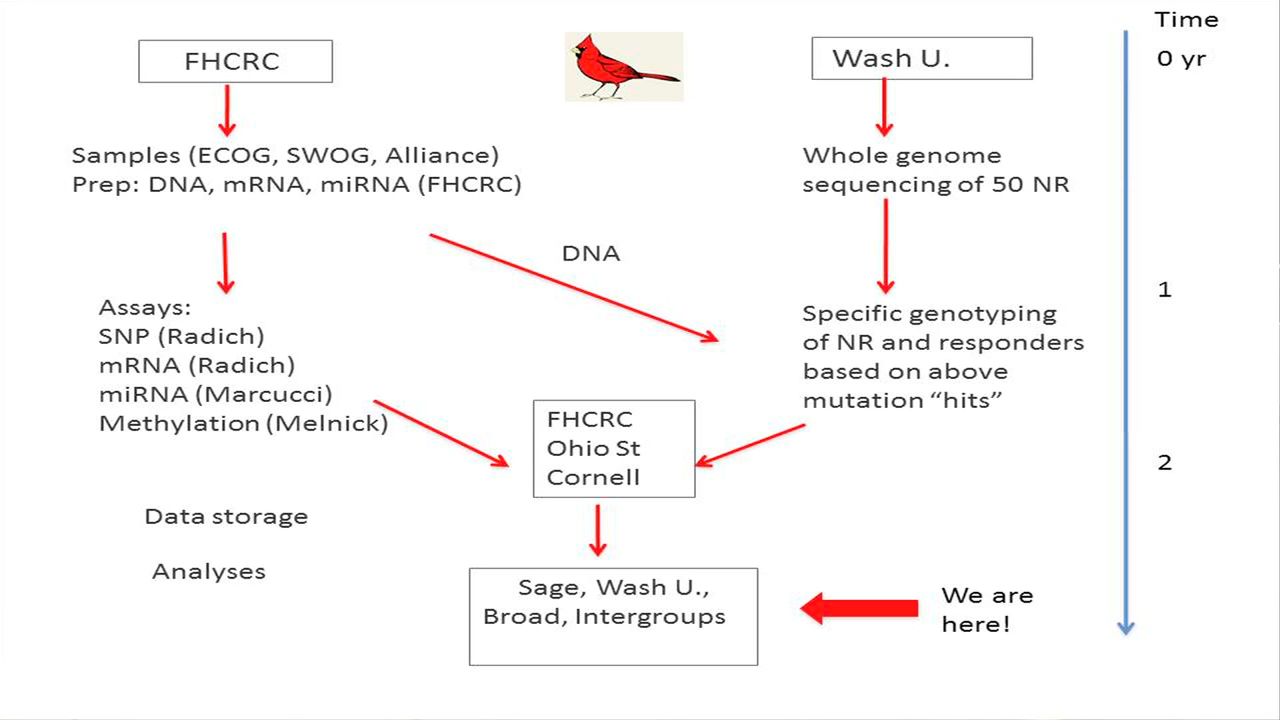 FHCRC
Wash U.
Time
0 yr
Samples (ECOG, SWOG, Alliance)
Prep: DNA, mRNA, miRNA (FHCRC)
Whole genome
sequencing of 50 NR
DNA
1
Assays:
SNP (Radich)
mRNA (Radich)
miRNA (Marcucci)
Methylation (Melnick)
Specific genotyping
of NR and responders
based on above
mutation “hits”
FHCRC
Ohio St
Cornell
2
Data storage
Analyses
Sage, Wash U.,
Broad, Intergroups
We are
here!